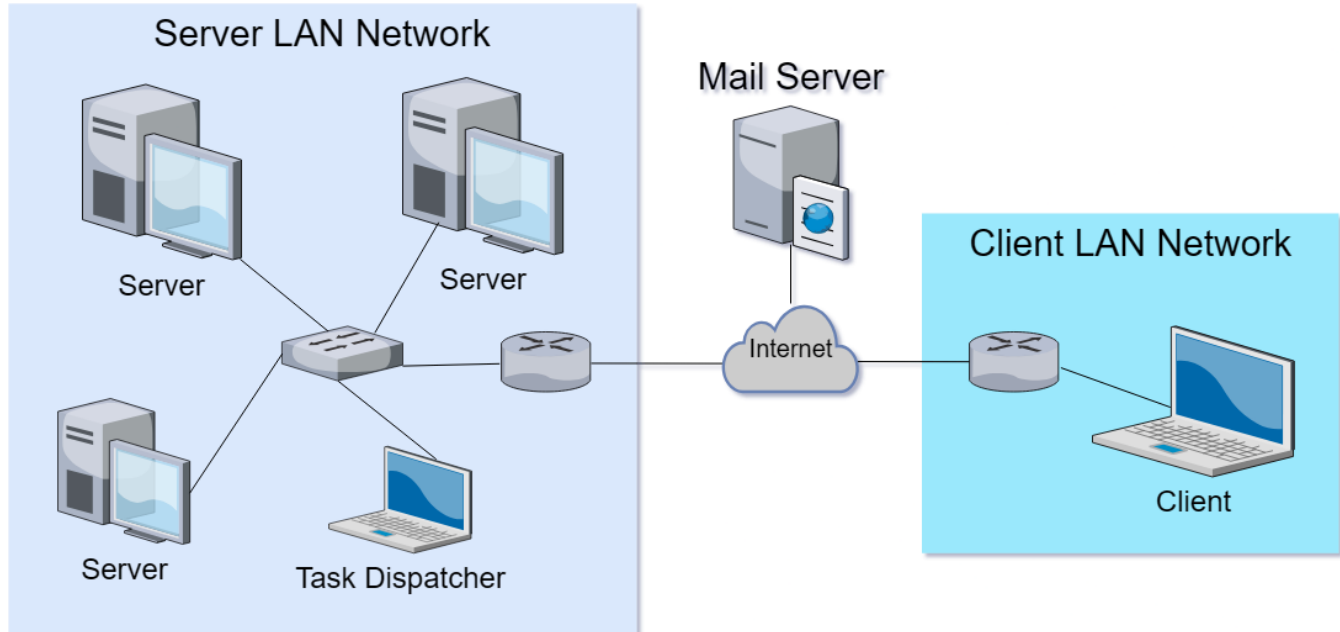 Server LAN Network
Mail Server
Server
Server
Client LAN Network
Internet
Client
Server
Task Dispatcher